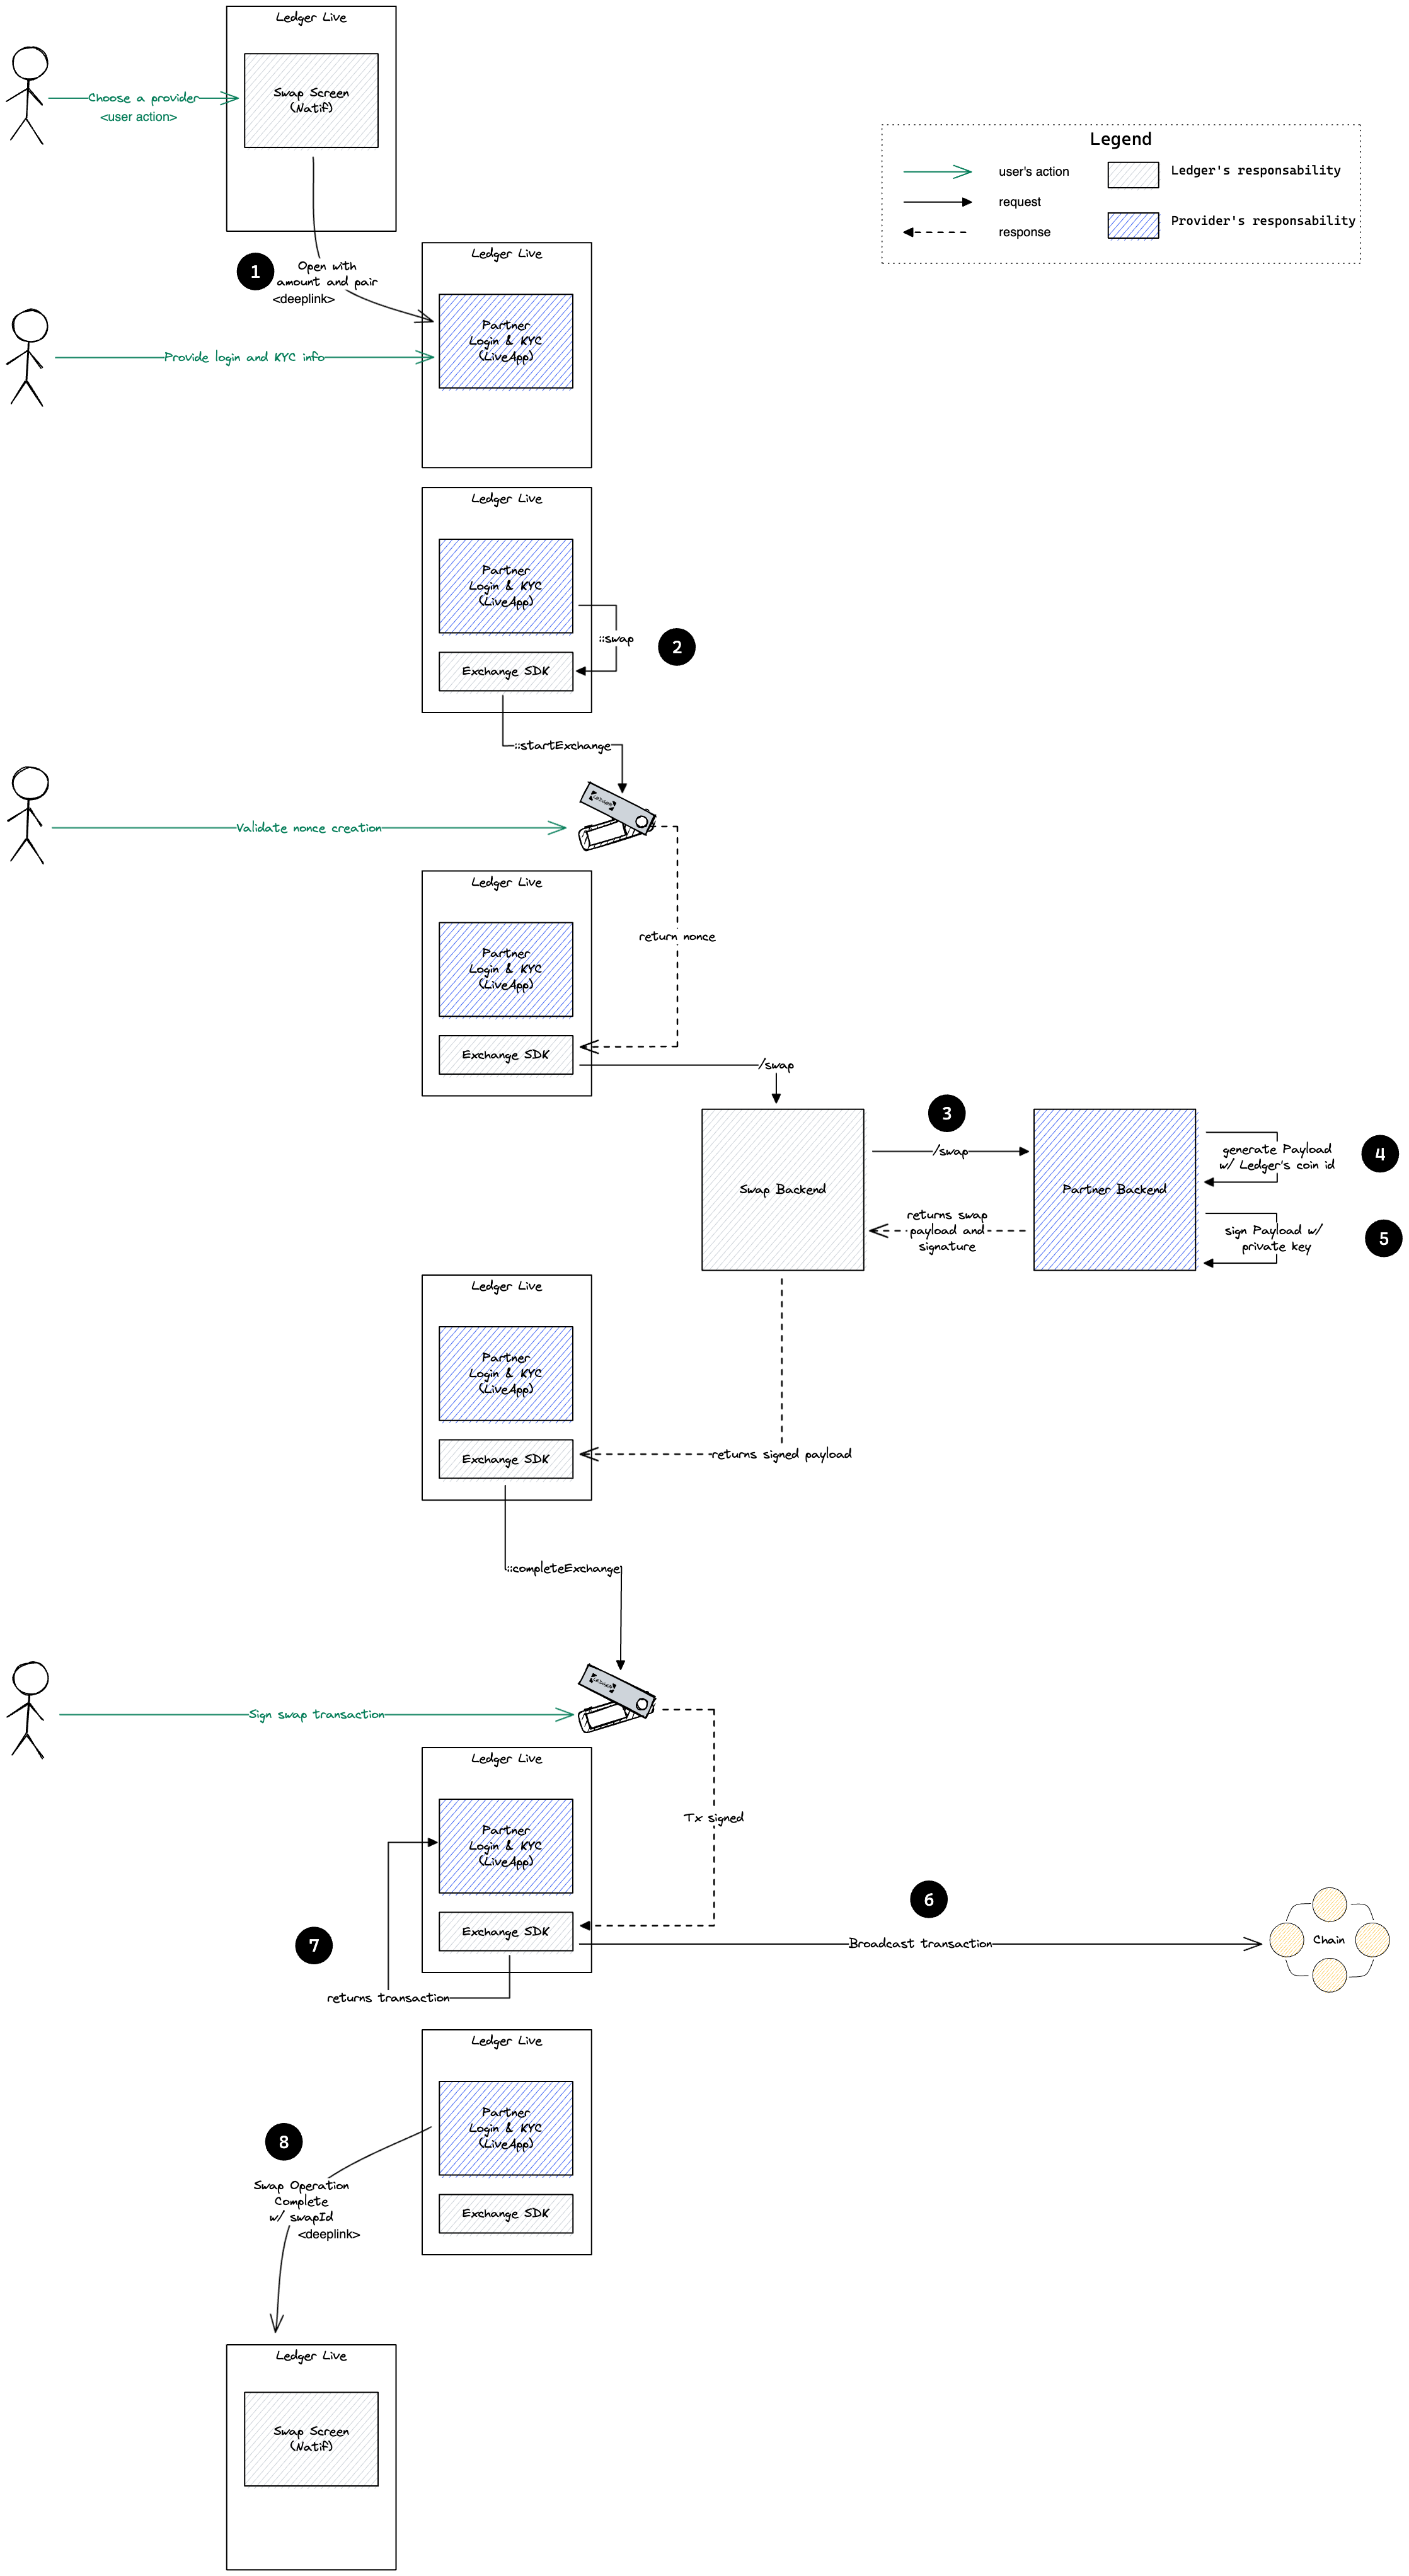 Ledger Live
Swap Screen
(Natif)
Choose a provider
<user action>
Legend
user's action
request
response
Ledger's responsability
Provider's responsability
1
Open with
amount and pair
<deeplink>
Ledger Live
Partner
Login & KYC
(LiveApp)
Provide login and KYC info
Ledger Live
Partner
Login & KYC
(LiveApp)
::swap
2
Exchange SDK
::startExchange
LEDGER
Validate nonce creation
Ledger Live
return nonce
Partner
Login & KYC
(LiveApp)
Exchange SDK
/swap
3
/swap
Swap Backend
Partner Backend
generate Payload
w/ Ledger's coin id
4
returns swap
payload and
signature
sign Payload w/
private key
5
Ledger Live
Partner
Login & KYC
(LiveApp)
Exchange SDK
returns signed payload
::completeExchange
LEDGER
Sign swap transaction
Ledger Live
Tx signed
Partner
Login & KYC
(LiveApp)
Exchange SDK
6
Broadcast transaction
Chain
7
returns transaction
Ledger Live
Partner
Login & KYC
(LiveApp)
Exchange SDK
8
Swap Operation
Complete
w/ swapId
<deeplink>
Ledger Live
Swap Screen
(Natif)